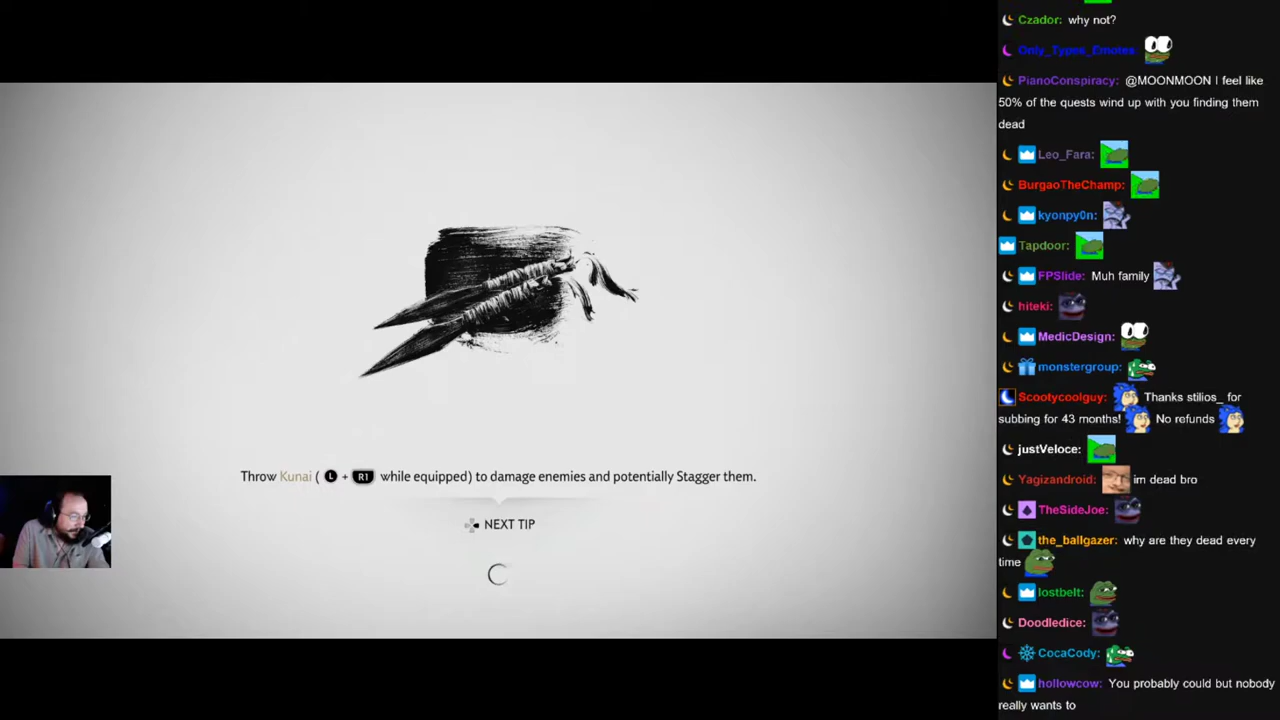 Throw Kunai ( L + R1 while equipped) to damage enemies and potentially Stagger them.
NEXT TIP
Czador: why not?
Only_Types_Emotes
PianoConspiracy: @MOONMOON I feel like
50% of the quests wind up with you finding them
dead
Leo_Fara:
BurgaoTheChamp:
kyonpy0n:
Tapdoor:
FPSlide: Muh family
hiteki:
MedicDesign:
monstergroup:
Scootycoolguy: Thanks stilios_ for
subbing for 43 months! No refunds
justVeloce:
Yagizandroid: im dead bro
TheSideJoe:
the_ballgazer: why are they dead every
time
lostbelt:
Doodledice:
CocaCody:
hollowcow: You probably could but nobody
really wants to